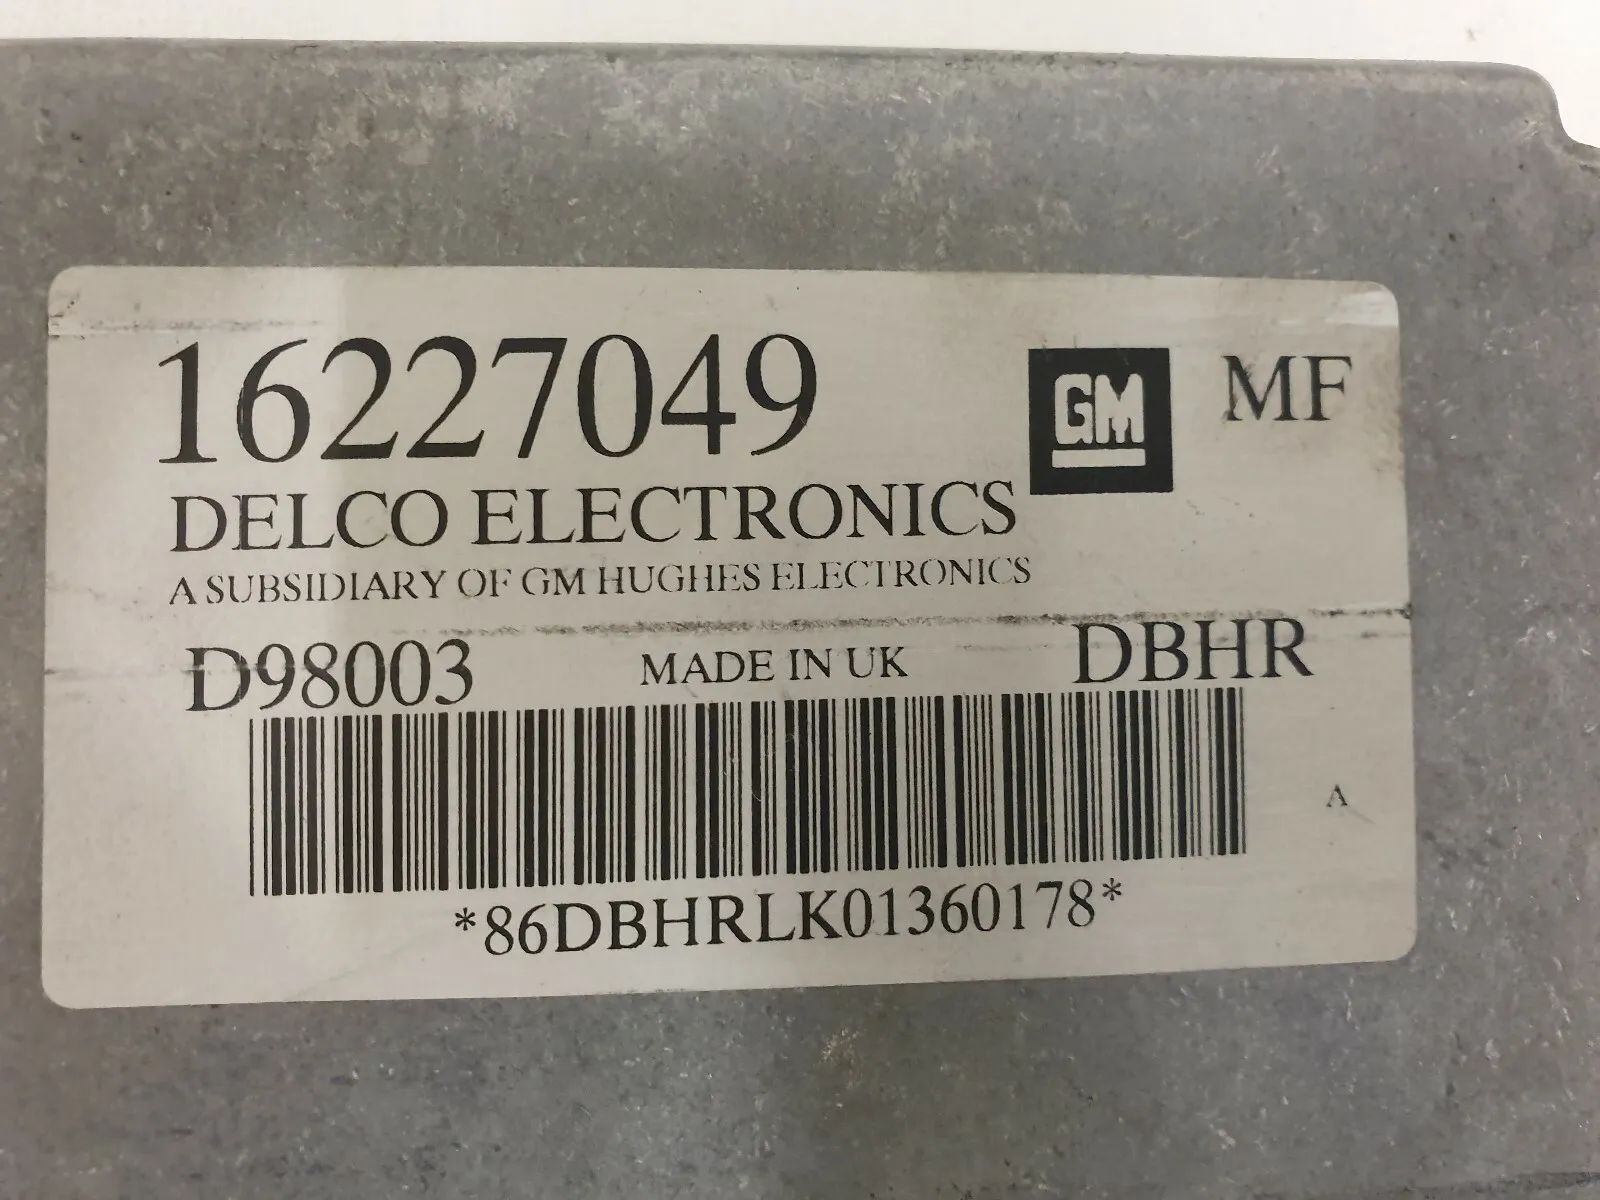 16227049
GM
MF
DELCO ELECTRONICS
A SUBSIDIARY OF GM HUGHES ELECTRONICS
D98003 MADE IN UK DBHR
A
*86DBHRLK01360178*